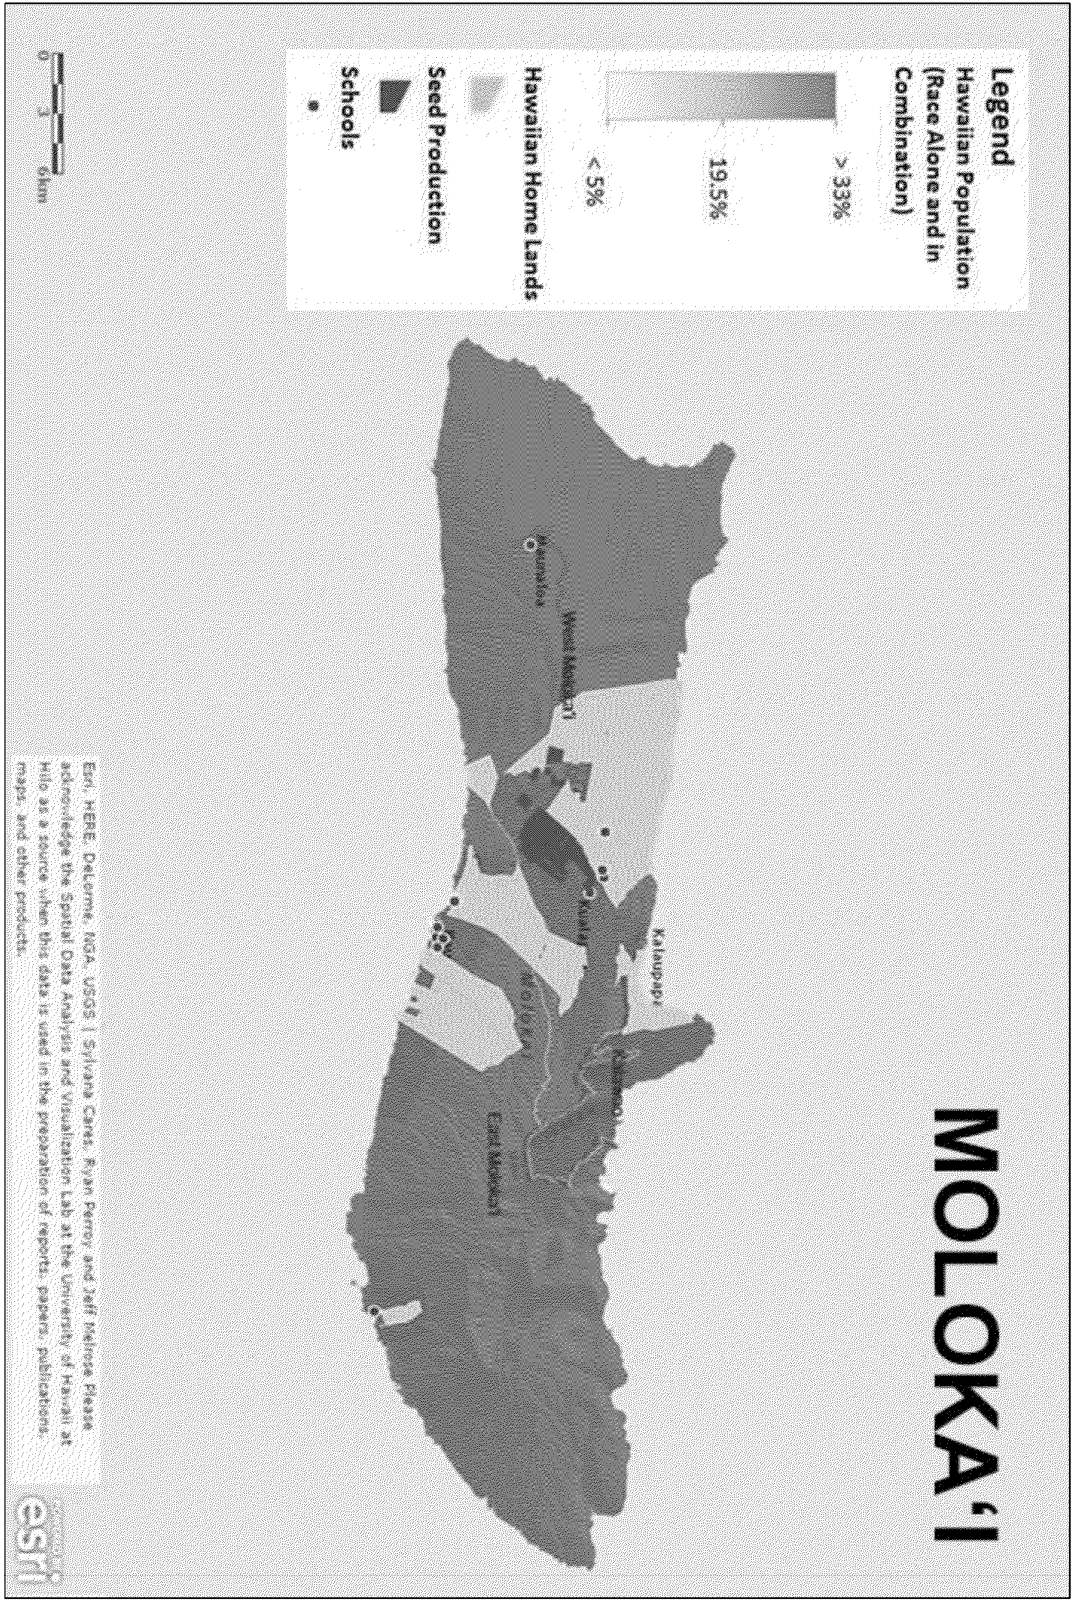 MOLOKAʻI
Legend
Hawaiian Population
(Race Alone and in
Combination)
> 33%
19.5%
< 5%
Hawaiian Home Lands
Seed Production
Schools
Maunaloa
West Moloka'i
Kualap
Kalaupapa
Moloka'i
East Moloka'i
0 3 6km
Esri, HERE, DeLorme, NGA, USGS | Sylvana Cares, Ryan Perroy and Jeff Melrose Please
acknowledge the Spatial Data Analysis and Visualization Lab at the University of Hawaii at
Hilo as a source when this data is used in the preparation of reports, papers, publications,
maps, and other products.
esri